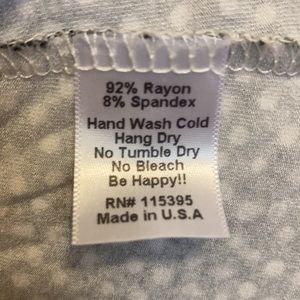 92% Rayon
8% Spandex
Hand Wash Cold
Hang Dry
No Tumble Dry
No Bleach
Be Happy!!
RN# 115395
Made in U.S.A